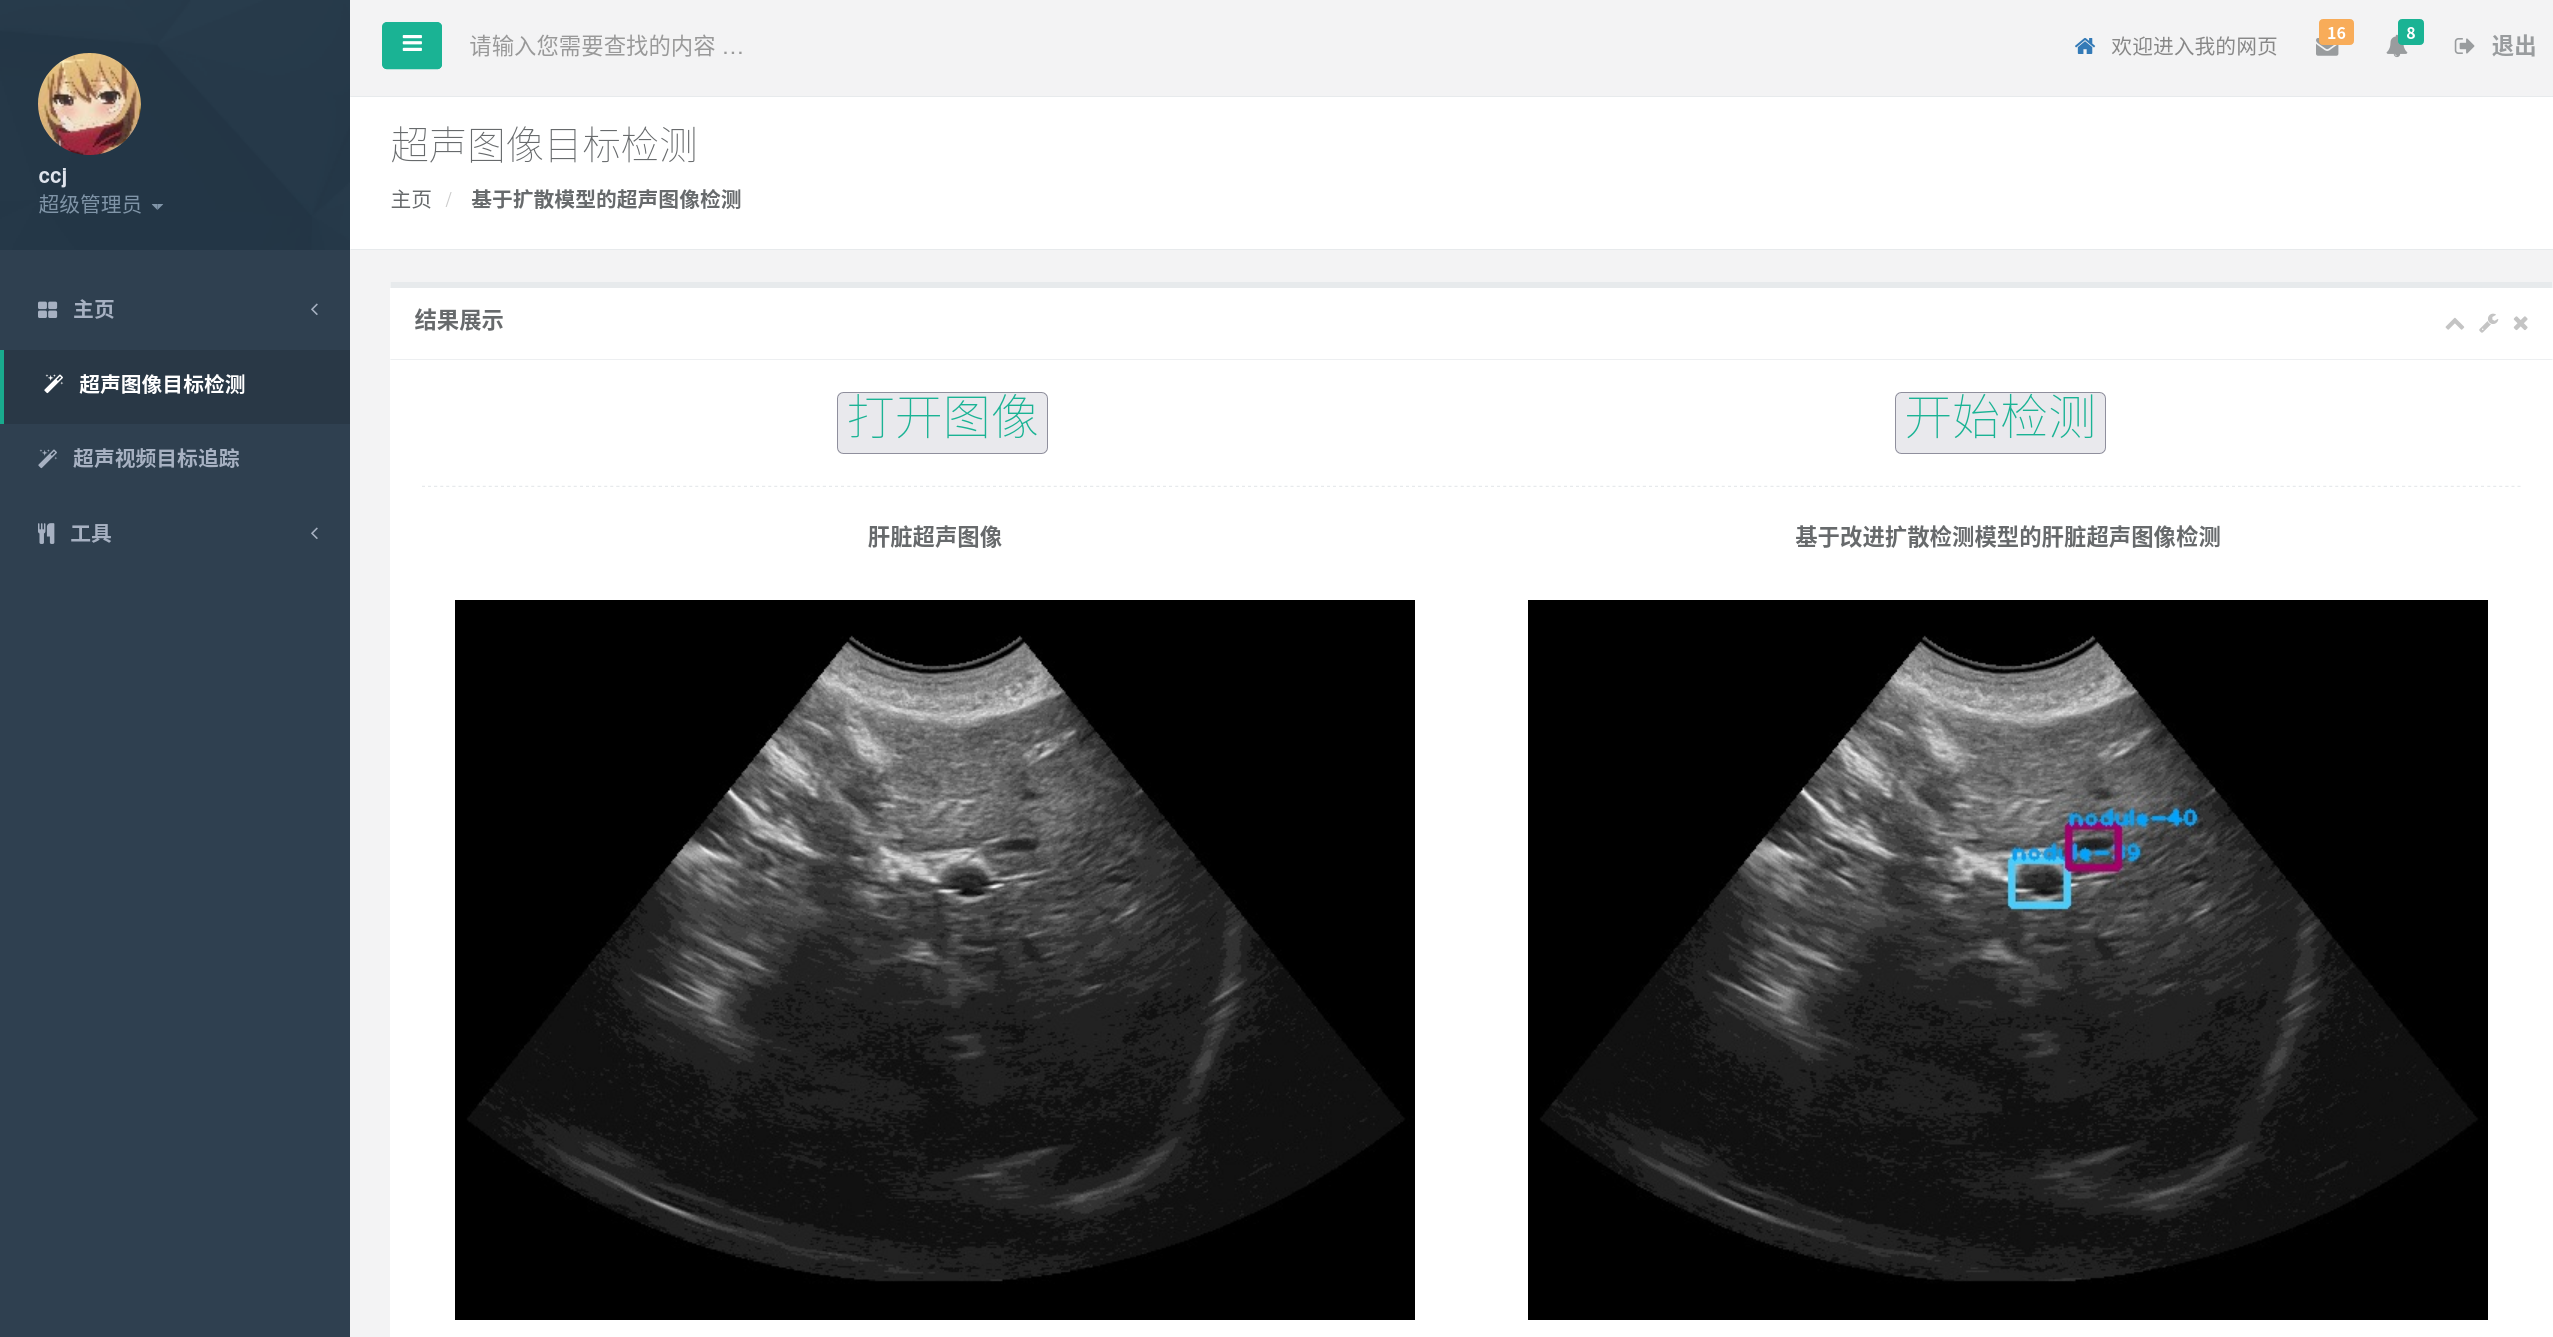 ccj
超级管理员
主页
超声图像目标检测
超声视频目标追踪
工具
请输入您需要查找的内容 …
欢迎进入我的网页
16
8
退出
超声图像目标检测
主页 / 基于扩散模型的超声图像检测
结果展示
打开图像
开始检测
肝脏超声图像
基于改进扩散检测模型的肝脏超声图像检测
nodule-40